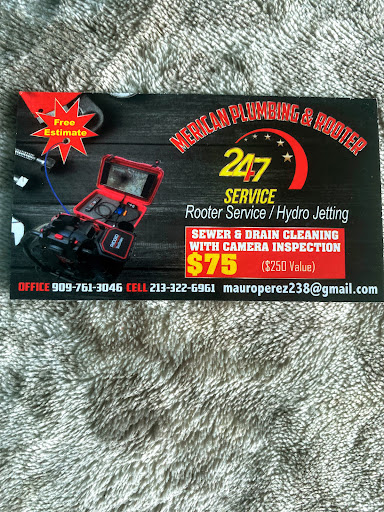 Free
Estimate
MERICAN PLUMBING & ROOTER
24/7
SERVICE
Rooter Service / Hydro Jetting
SEWER & DRAIN CLEANING
WITH CAMERA INSPECTION
$75 ($250 Value)
OFFICE 909-761-3046 CELL 213-322-6961 mauroperez238@gmail.com